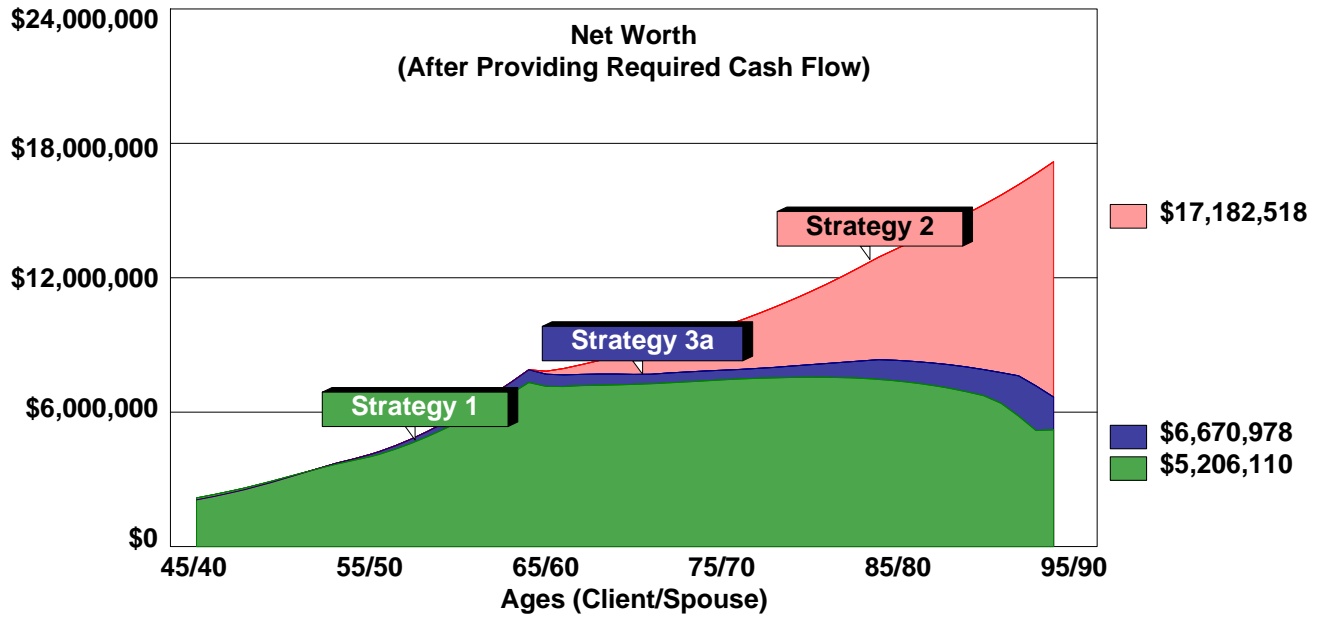 Net Worth
(After Providing Required Cash Flow)
$24,000,000
$18,000,000
$12,000,000
$6,000,000
$0
Strategy 2
Strategy 3a
Strategy 1
$17,182,518
$6,670,978
$5,206,110
45/40 55/50 65/60 75/70 85/80 95/90
Ages (Client/Spouse)